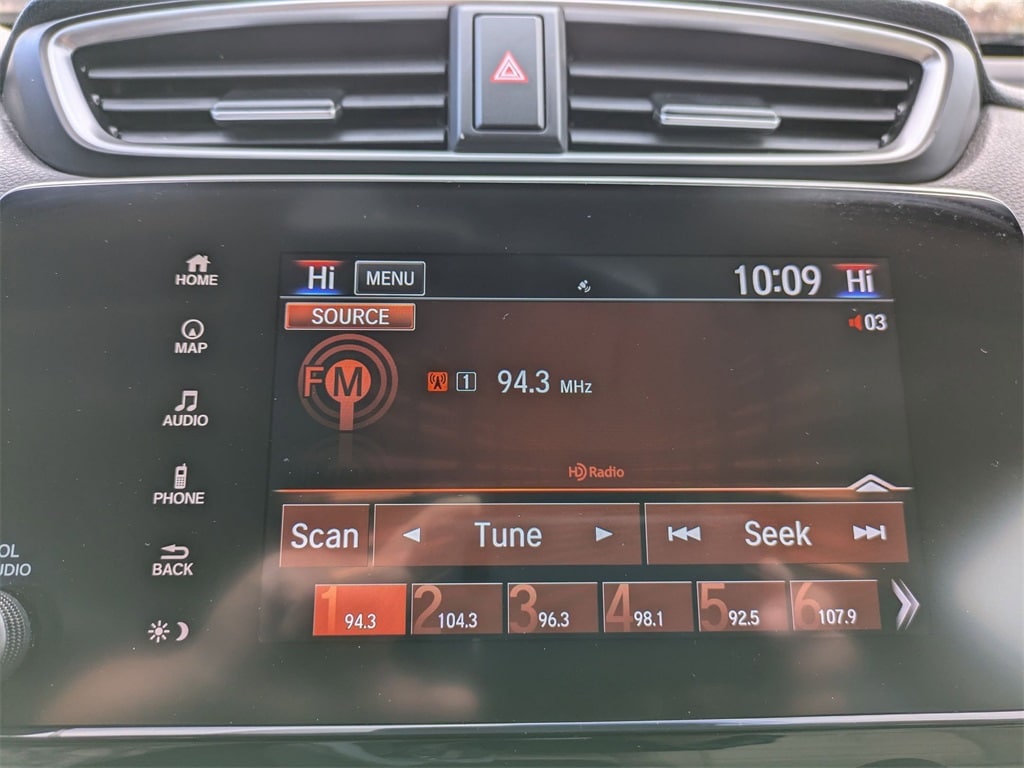 Hi MENU 10:09 Hi
HOME
SOURCE
03
MAP
FM 1 94.3 MHz
AUDIO
HD Radio
PHONE
Scan Tune Seek
OL
UDIO
BACK
1 94.3 2 104.3 3 96.3 4 98.1 5 92.5 6 107.9